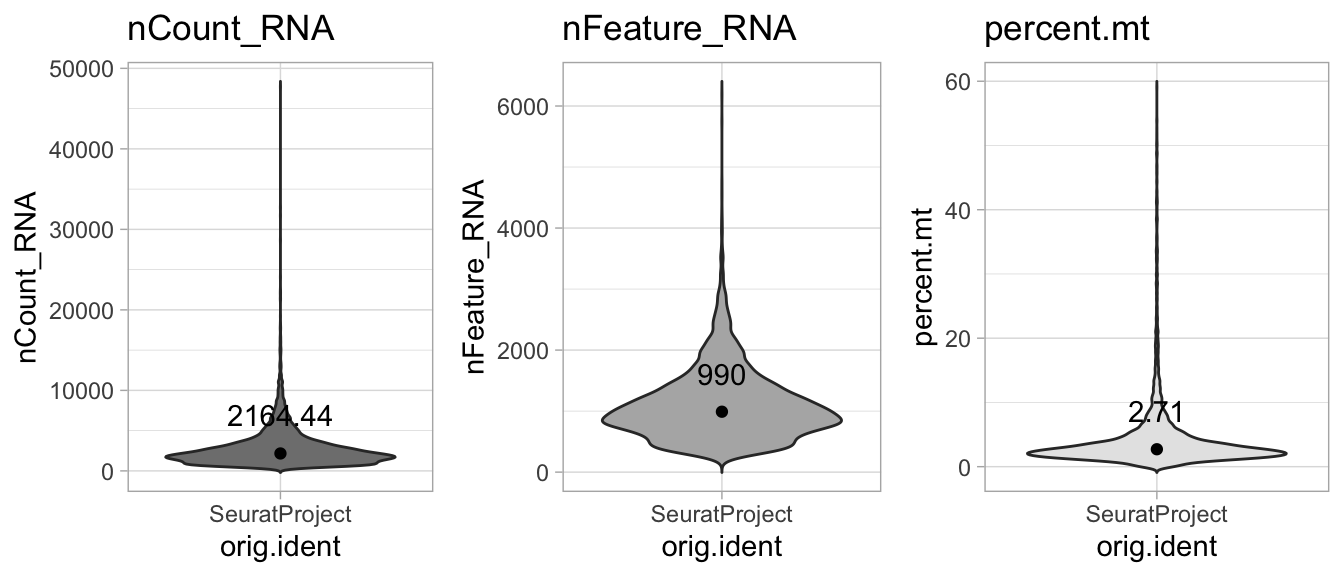 nCount_RNA
nCount_RNA
50000
40000
30000
20000
10000
0
2164.44
SeuratProject
orig.ident
nFeature_RNA
nFeature_RNA
6000
4000
2000
0
990
SeuratProject
orig.ident
percent.mt
percent.mt
60
40
20
0
2.71
SeuratProject
orig.ident